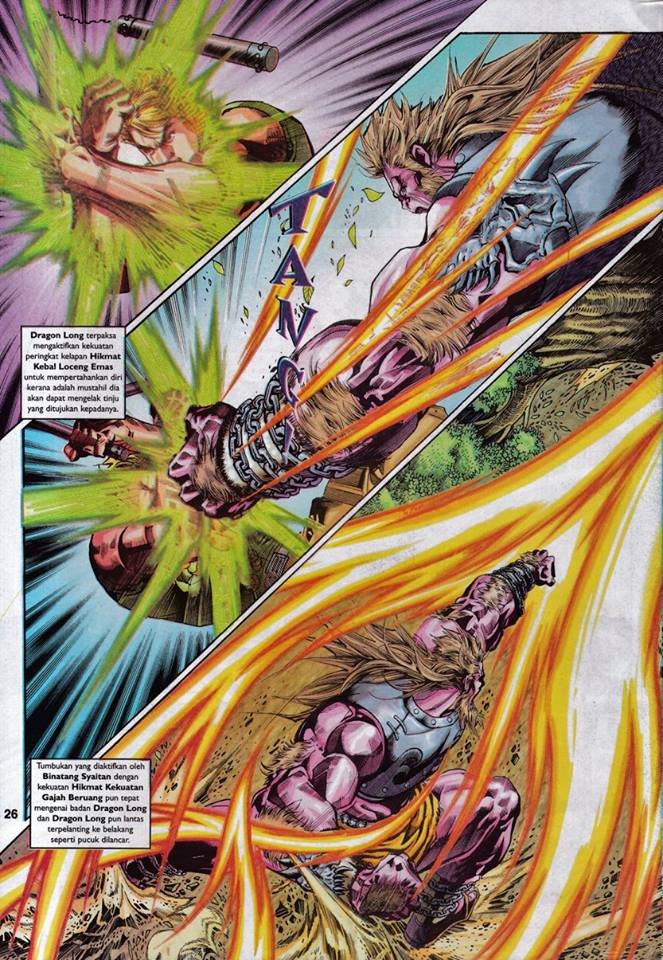 TANG
Dragon Long terpaksa
mengaktifkan kekuatan
peringkat kelapan Hikmat
Kebal Loceng Emas
untuk mempertahankan diri
kerana adalah mustahil dia
akan dapat mengelak tinju
yang ditujukan kepadanya.
Tumbukan yang diaktifkan oleh
Binatang Syaitan dengan
kekuatan Hikmat Kekuatan
Gajah Beruang pun tepat
mengenai badan Dragon Long
dan Dragon Long pun lantas
terpelanting ke belakang
seperti pucuk dilancar.
26